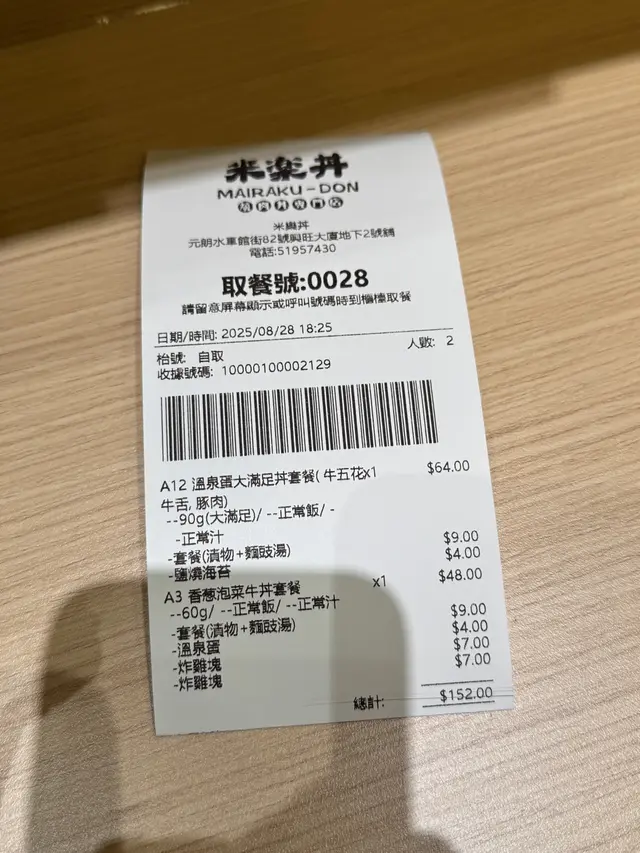 米楽丼
MAIRAKU-DON
燒肉丼專門店
米樂丼
元朗水車館街82號興旺大廈地下2號舖
電話:51957430
取餐號:0028
請留意屏幕顯示或呼叫號碼時到櫃檯取餐
日期/時間: 2025/08/28 18:25
枱號: 自取 人數: 2
收據號碼: 10000100002129
A12 溫泉蛋大滿足丼套餐( 牛五花x1 $64.00
牛舌, 豚肉)
--90g(大滿足)/ --正常飯/ -
-正常汁
-套餐(漬物+麵豉湯) $9.00
-鹽燒海苔 $4.00
A3 香蔥泡菜牛丼套餐 x1 $48.00
--60g/ --正常飯/ --正常汁
-套餐(漬物+麵豉湯) $9.00
-溫泉蛋 $4.00
-炸雞塊 $7.00
-炸雞塊 $7.00
總計: $152.00